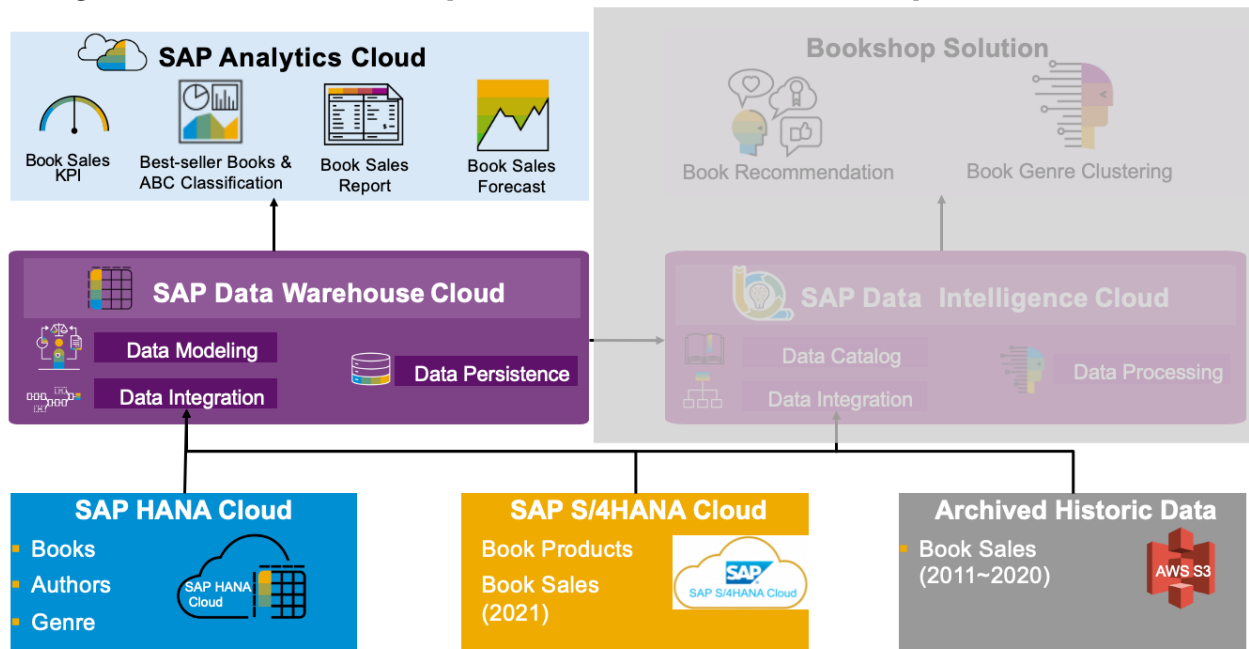 SAP Analytics Cloud
Book Sales
KPI
Best-seller Books &
ABC Classification
Book Sales
Report
Book Sales
Forecast
Bookshop Solution
Book Recommendation
Book Genre Clustering
SAP Data Warehouse Cloud
Data Modeling
Data Integration
Data Persistence
SAP Data Intelligence Cloud
Data Catalog
Data Integration
Data Processing
SAP HANA Cloud
Books
Authors
Genre
SAP HANA
Cloud
SAP S/4HANA Cloud
Book Products
Book Sales
(2021)
SAP
SAP S/4HANA Cloud
Archived Historic Data
Book Sales
(2011~2020)
AWS S3